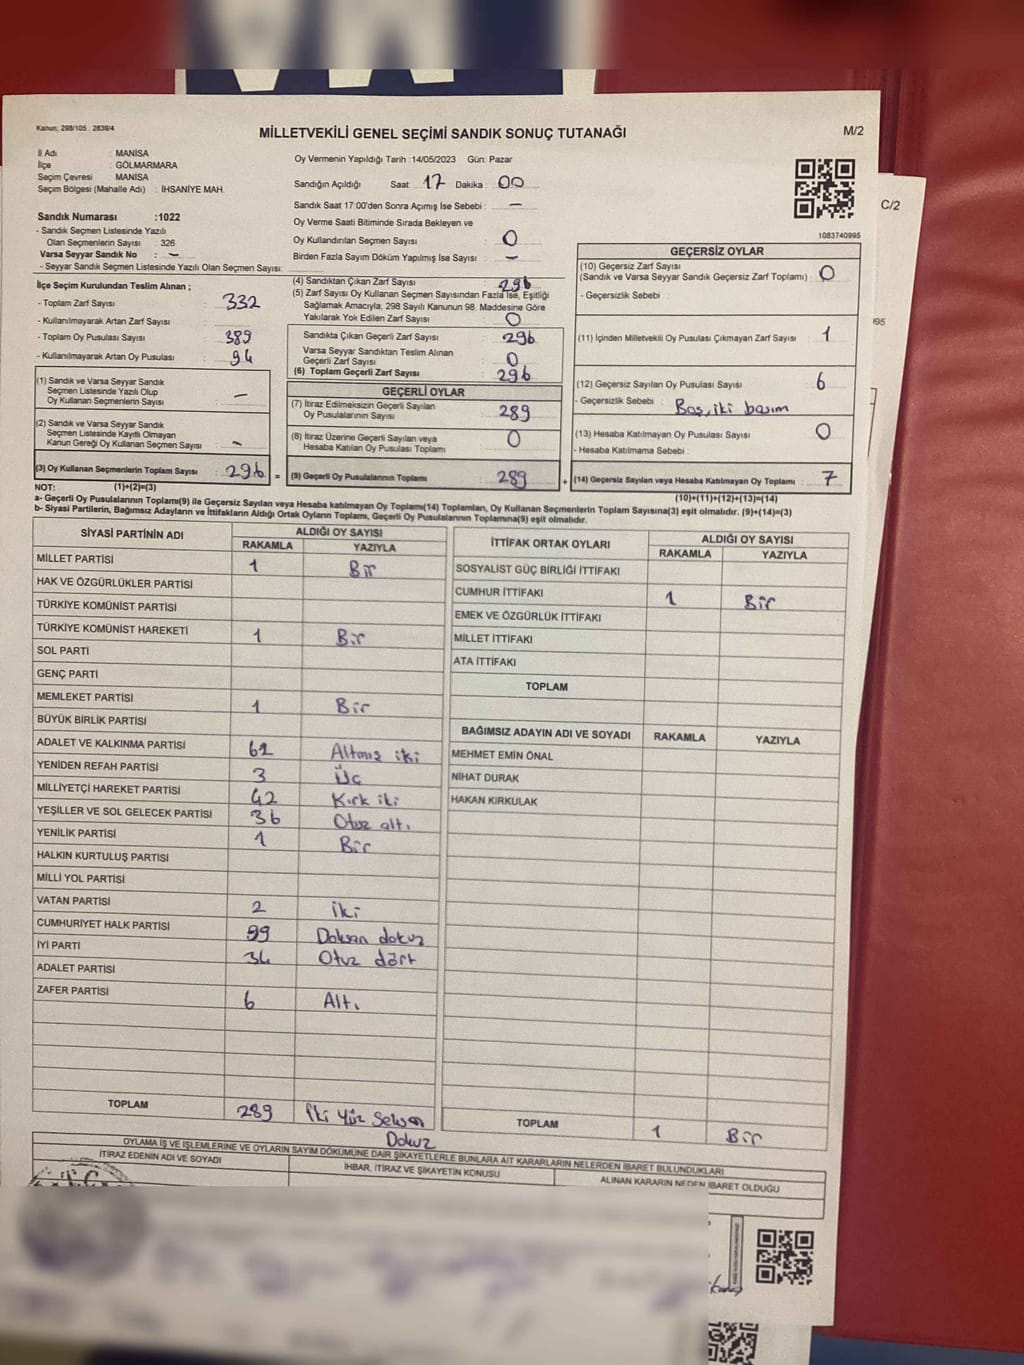 Kanun; 298/105 2839/4
MİLLETVEKİLİ GENEL SEÇİMİ SANDIK SONUÇ TUTANAĞI
M/2
İl Adı : MANİSA
İlçe : GÖLMARMARA
Seçim Çevresi : MANİSA
Seçim Bölgesi (Mahalle Adı) : İHSANİYE MAH.
Oy Vermenin Yapıldığı Tarih :14/05/2023 Gün: Pazar
Sandığın Açıldığı Saat: 17 Dakika : 00
Sandık Saat 17:00'den Sonra Açımış İse Sebebi : –
Oy Verme Saati Bitiminde Sırada Bekleyen ve
Oy Kullandırılan Seçmen Sayısı : 0
Birden Fazla Sayım Döküm Yapılmış İse Sayısı : –
C/2
1083740995
995
Sandık Numarası :1022
- Sandık Seçmen Listesinde Yazılı
Olan Seçmenlerin Sayısı : 326
Varsa Seyyar Sandık No : –
- Seyyar Sandık Seçmen Listesinde Yazılı Olan Seçmen Sayısı:
İlçe Seçim Kurulundan Teslim Alınan ;
- Toplam Zarf Sayısı : 332
- Kullanılmayarak Artan Zarf Sayısı :
- Toplam Oy Pusulası Sayısı : 389
- Kullanılmayarak Artan Oy Pusulası : 94
(1) Sandık ve Varsa Seyyar Sandık
Seçmen Listesinde Yazılı Olup
Oy Kullanan Seçmenlerin Sayısı : –
(2) Sandık ve Varsa Seyyar Sandık
Seçmen Listesinde Kayıtlı Olmayan
Kanun Gereği Oy Kullanan Seçmen Sayısı : –
(3) Oy Kullanan Seçmenlerin Toplam Sayısı : 296 =
(4) Sandıktan Çıkan Zarf Sayısı : 296
(5) Zarf Sayısı Oy Kullanan Seçmen Sayısından Fazla İse, Eşitliği
Sağlamak Amacıyla, 298 Sayılı Kanunun 98. Maddesine Göre
Yakılarak Yok Edilen Zarf Sayısı : 0
Sandıkta Çıkan Geçerli Zarf Sayısı : 296
Varsa Seyyar Sandıktan Teslim Alınan
Geçerli Zarf Sayısı : 0
(6) Toplam Geçerli Zarf Sayısı : 296
GEÇERLİ OYLAR
(7) İtiraz Edilmeksizin Geçerli Sayılan
Oy Pusulalarının Sayısı : 289
(8) İtiraz Üzerine Geçerli Sayılan veya
Hesaba Katılan Oy Pusulası Toplamı : 0
(9) Geçerli Oy Pusulalarının Toplamı : 289 +
GEÇERSİZ OYLAR
(10) Geçersiz Zarf Sayısı
(Sandık ve Varsa Seyyar Sandık Geçersiz Zarf Toplamı) : 0
- Geçersizlik Sebebi :
(11) İçinden Milletvekili Oy Pusulası Çıkmayan Zarf Sayısı : 1
(12) Geçersiz Sayılan Oy Pusulası Sayısı : 6
- Geçersizlik Sebebi : Boş, iki basım
(13) Hesaba Katılmayan Oy Pusulası Sayısı : 0
- Hesaba Katılmama Sebebi :
(14) Geçersiz Sayılan veya Hesaba Katılmayan Oy Toplamı : 7
NOT: (1)+(2)=(3)
(10)+(11)+(12)+(13)=(14)
a- Geçerli Oy Pusulalarının Toplamı(9) ile Geçersiz Sayılan veya Hesaba katılmayan Oy Toplamı(14) Toplamları, Oy Kullanan Seçmenlerin Toplam Sayısına(3) eşit olmalıdır. (9)+(14)=(3)
b- Siyasi Partilerin, Bağımsız Adayların ve İttifakların Aldığı Ortak Oyların Toplamı, Geçerli Oy Pusulalarının Toplamına(9) eşit olmalıdır.
SİYASİ PARTİNİN ADI ALDIĞI OY SAYISI
RAKAMLA YAZIYLA
MİLLET PARTİSİ 1 Bir
HAK VE ÖZGÜRLÜKLER PARTİSİ
TÜRKİYE KOMÜNİST PARTİSİ
TÜRKİYE KOMÜNİST HAREKETİ 1 Bir
SOL PARTİ
GENÇ PARTİ
MEMLEKET PARTİSİ 1 Bir
BÜYÜK BİRLİK PARTİSİ
ADALET VE KALKINMA PARTİSİ 62 Altmış iki
YENİDEN REFAH PARTİSİ 3 Üç
MİLLİYETÇİ HAREKET PARTİSİ 42 Kırk iki
YEŞİLLER VE SOL GELECEK PARTİSİ 36 Otuz altı
YENİLİK PARTİSİ 1 Bir
HALKIN KURTULUŞ PARTİSİ
MİLLİ YOL PARTİSİ
VATAN PARTİSİ 2 iki
CUMHURİYET HALK PARTİSİ 99 Doksan dokuz
İYİ PARTİ 34 Otuz dört
ADALET PARTİSİ
ZAFER PARTİSİ 6 Altı
TOPLAM 289 İki Yüz Seksen
Dokuz
İTTİFAK ORTAK OYLARI ALDIĞI OY SAYISI
RAKAMLA YAZIYLA
SOSYALİST GÜÇ BİRLİĞİ İTTİFAKI
CUMHUR İTTİFAKI 1 Bir
EMEK VE ÖZGÜRLÜK İTTİFAKI
MİLLET İTTİFAKI
ATA İTTİFAKI
TOPLAM
BAĞIMSIZ ADAYIN ADI VE SOYADI RAKAMLA YAZIYLA
MEHMET EMİN ÖNAL
NİHAT DURAK
HAKAN KIRKULAK
TOPLAM 1 Bir
OYLAMA İŞ VE İŞLEMLERİNE VE OYLARIN SAYIM DÖKÜMÜNE DAİR ŞİKAYETLERLE BUNLARA AİT KARARLARIN NELERDEN İBARET BULUNDUKLARI
İTİRAZ EDENİN ADI VE SOYADI İHBAR, İTİRAZ VE ŞİKAYETİN KONUSU ALINAN KARARIN NEDEN İBARET OLDUĞU
T.C.